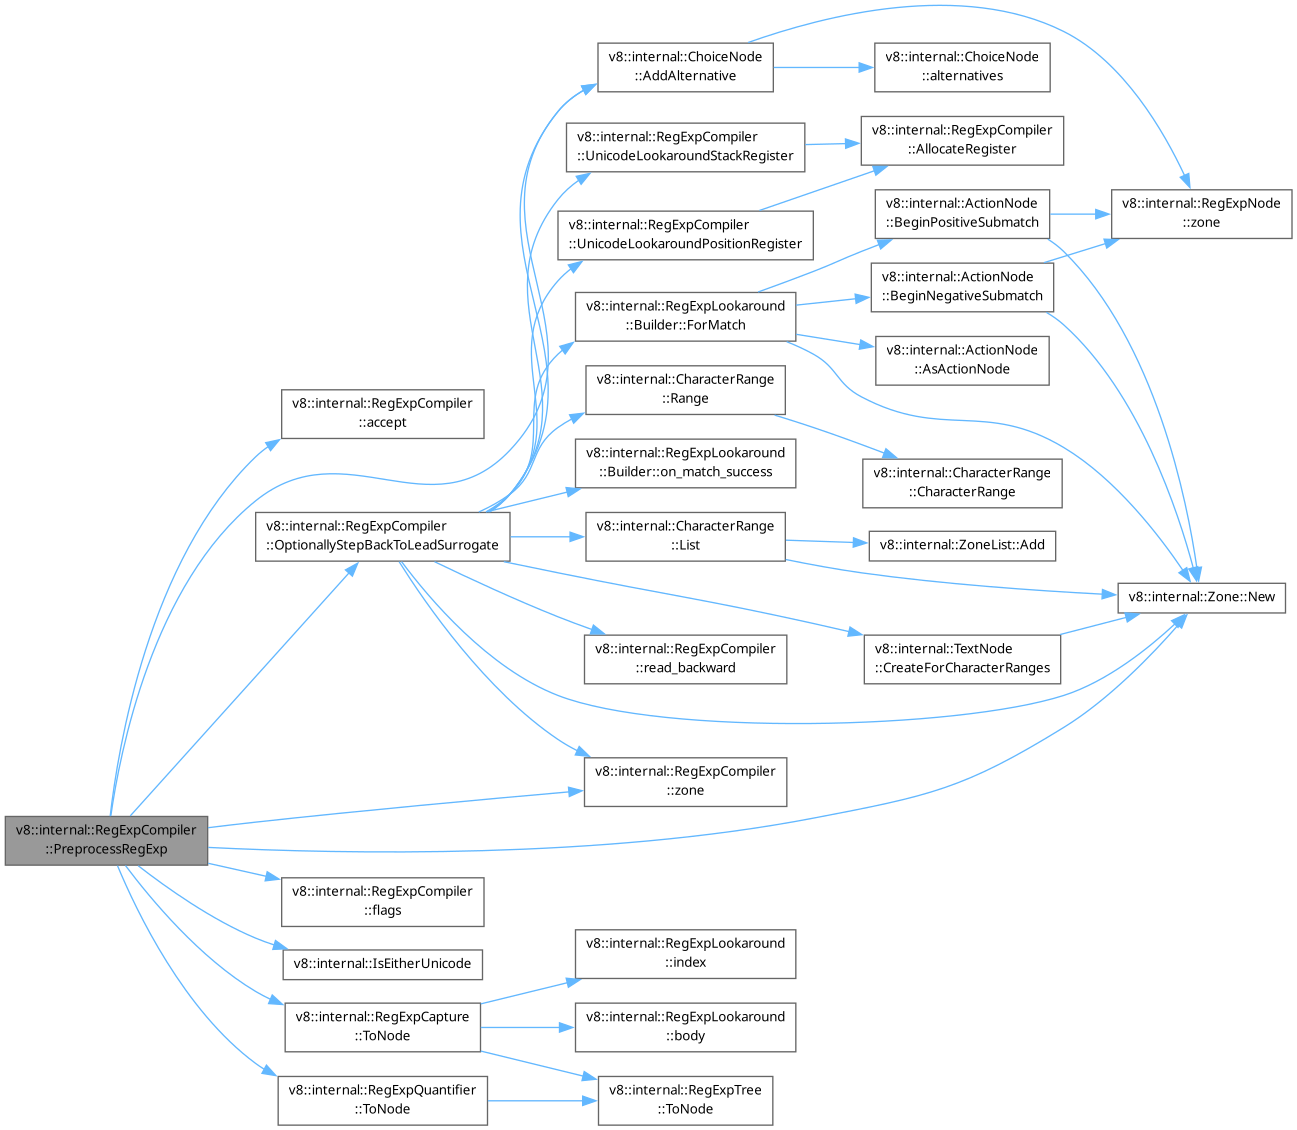 v8::internal::ChoiceNode
::AddAlternative
v8::internal::ChoiceNode
::alternatives
v8::internal::RegExpCompiler
::UnicodeLookaroundStackRegister
v8::internal::RegExpCompiler
::AllocateRegister
v8::internal::ActionNode
::BeginPositiveSubmatch
v8::internal::RegExpNode
::zone
v8::internal::RegExpCompiler
::UnicodeLookaroundPositionRegister
v8::internal::ActionNode
::BeginNegativeSubmatch
v8::internal::RegExpLookaround
::Builder::ForMatch
v8::internal::ActionNode
::AsActionNode
v8::internal::CharacterRange
::Range
v8::internal::RegExpCompiler
::accept
v8::internal::RegExpLookaround
::Builder::on_match_success
v8::internal::CharacterRange
::CharacterRange
v8::internal::RegExpCompiler
::OptionallyStepBackToLeadSurrogate
v8::internal::CharacterRange
::List
v8::internal::ZoneList::Add
v8::internal::Zone::New
v8::internal::RegExpCompiler
::read_backward
v8::internal::TextNode
::CreateForCharacterRanges
v8::internal::RegExpCompiler
::zone
v8::internal::RegExpCompiler
::PreprocessRegExp
v8::internal::RegExpCompiler
::flags
v8::internal::IsEitherUnicode
v8::internal::RegExpLookaround
::index
v8::internal::RegExpCapture
::ToNode
v8::internal::RegExpLookaround
::body
v8::internal::RegExpQuantifier
::ToNode
v8::internal::RegExpTree
::ToNode